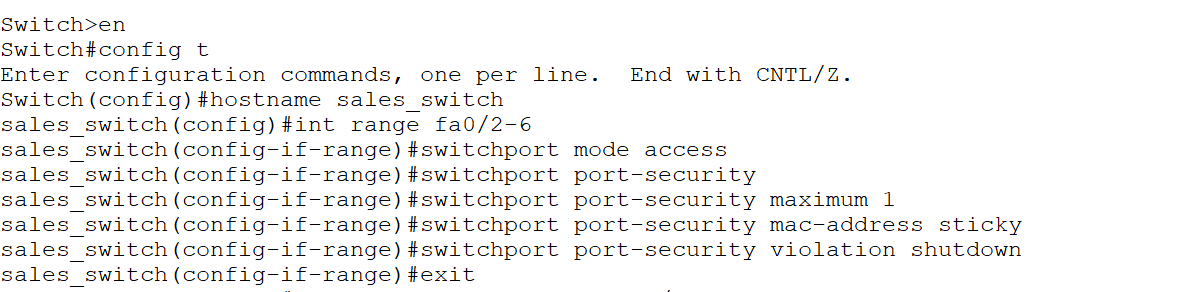 Switch>en
Switch#config t
Enter configuration commands, one per line.  End with CNTL/Z.
Switch(config)#hostname sales_switch
sales_switch(config)#int range fa0/2-6
sales_switch(config-if-range)#switchport mode access
sales_switch(config-if-range)#switchport port-security
sales_switch(config-if-range)#switchport port-security maximum 1
sales_switch(config-if-range)#switchport port-security mac-address sticky
sales_switch(config-if-range)#switchport port-security violation shutdown
sales_switch(config-if-range)#exit